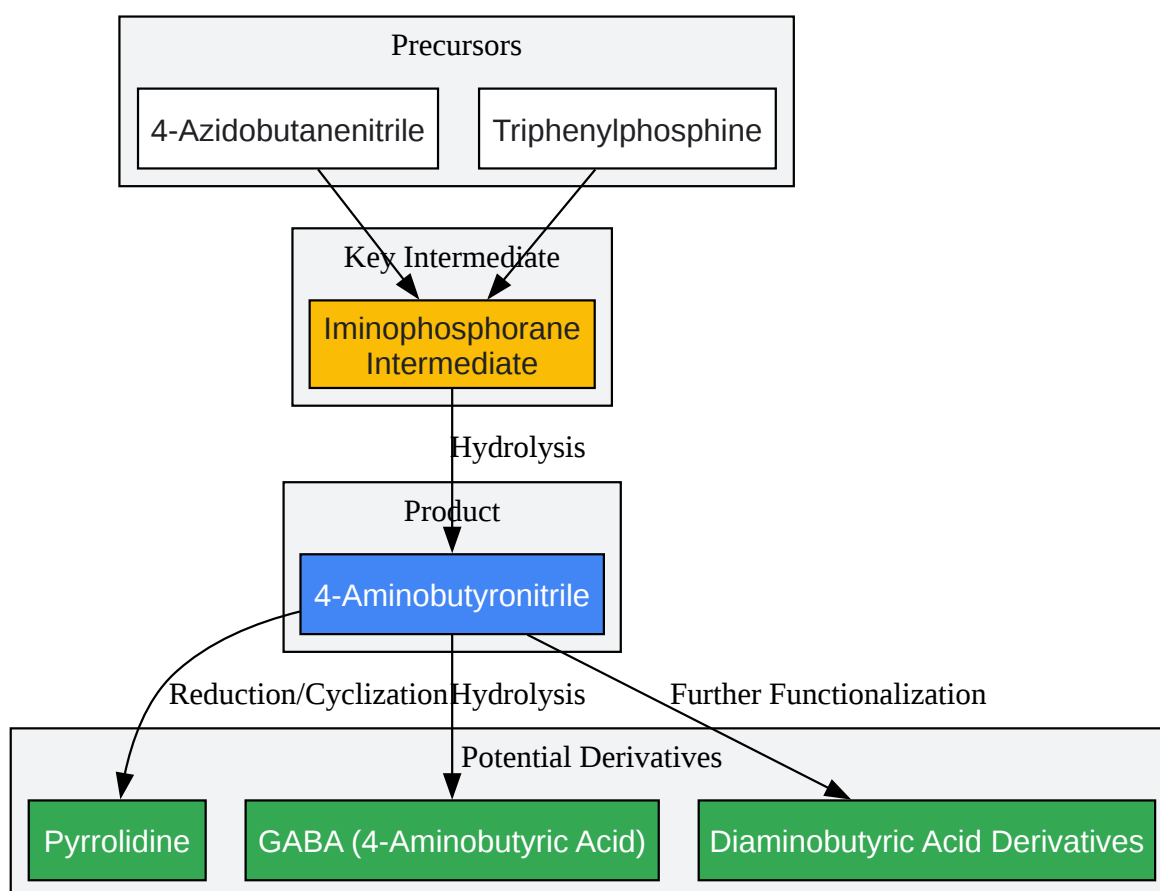 Precursors
4-Azidobutanenitrile
Triphenylphosphine
Key Intermediate
Iminophosphorane
Intermediate
Hydrolysis
Product
4-Aminobutyronitrile
Reduction/Cyclization
Hydrolysis
Further Functionalization
Potential Derivatives
Pyrrolidine
GABA (4-Aminobutyric Acid)
Diaminobutyric Acid Derivatives